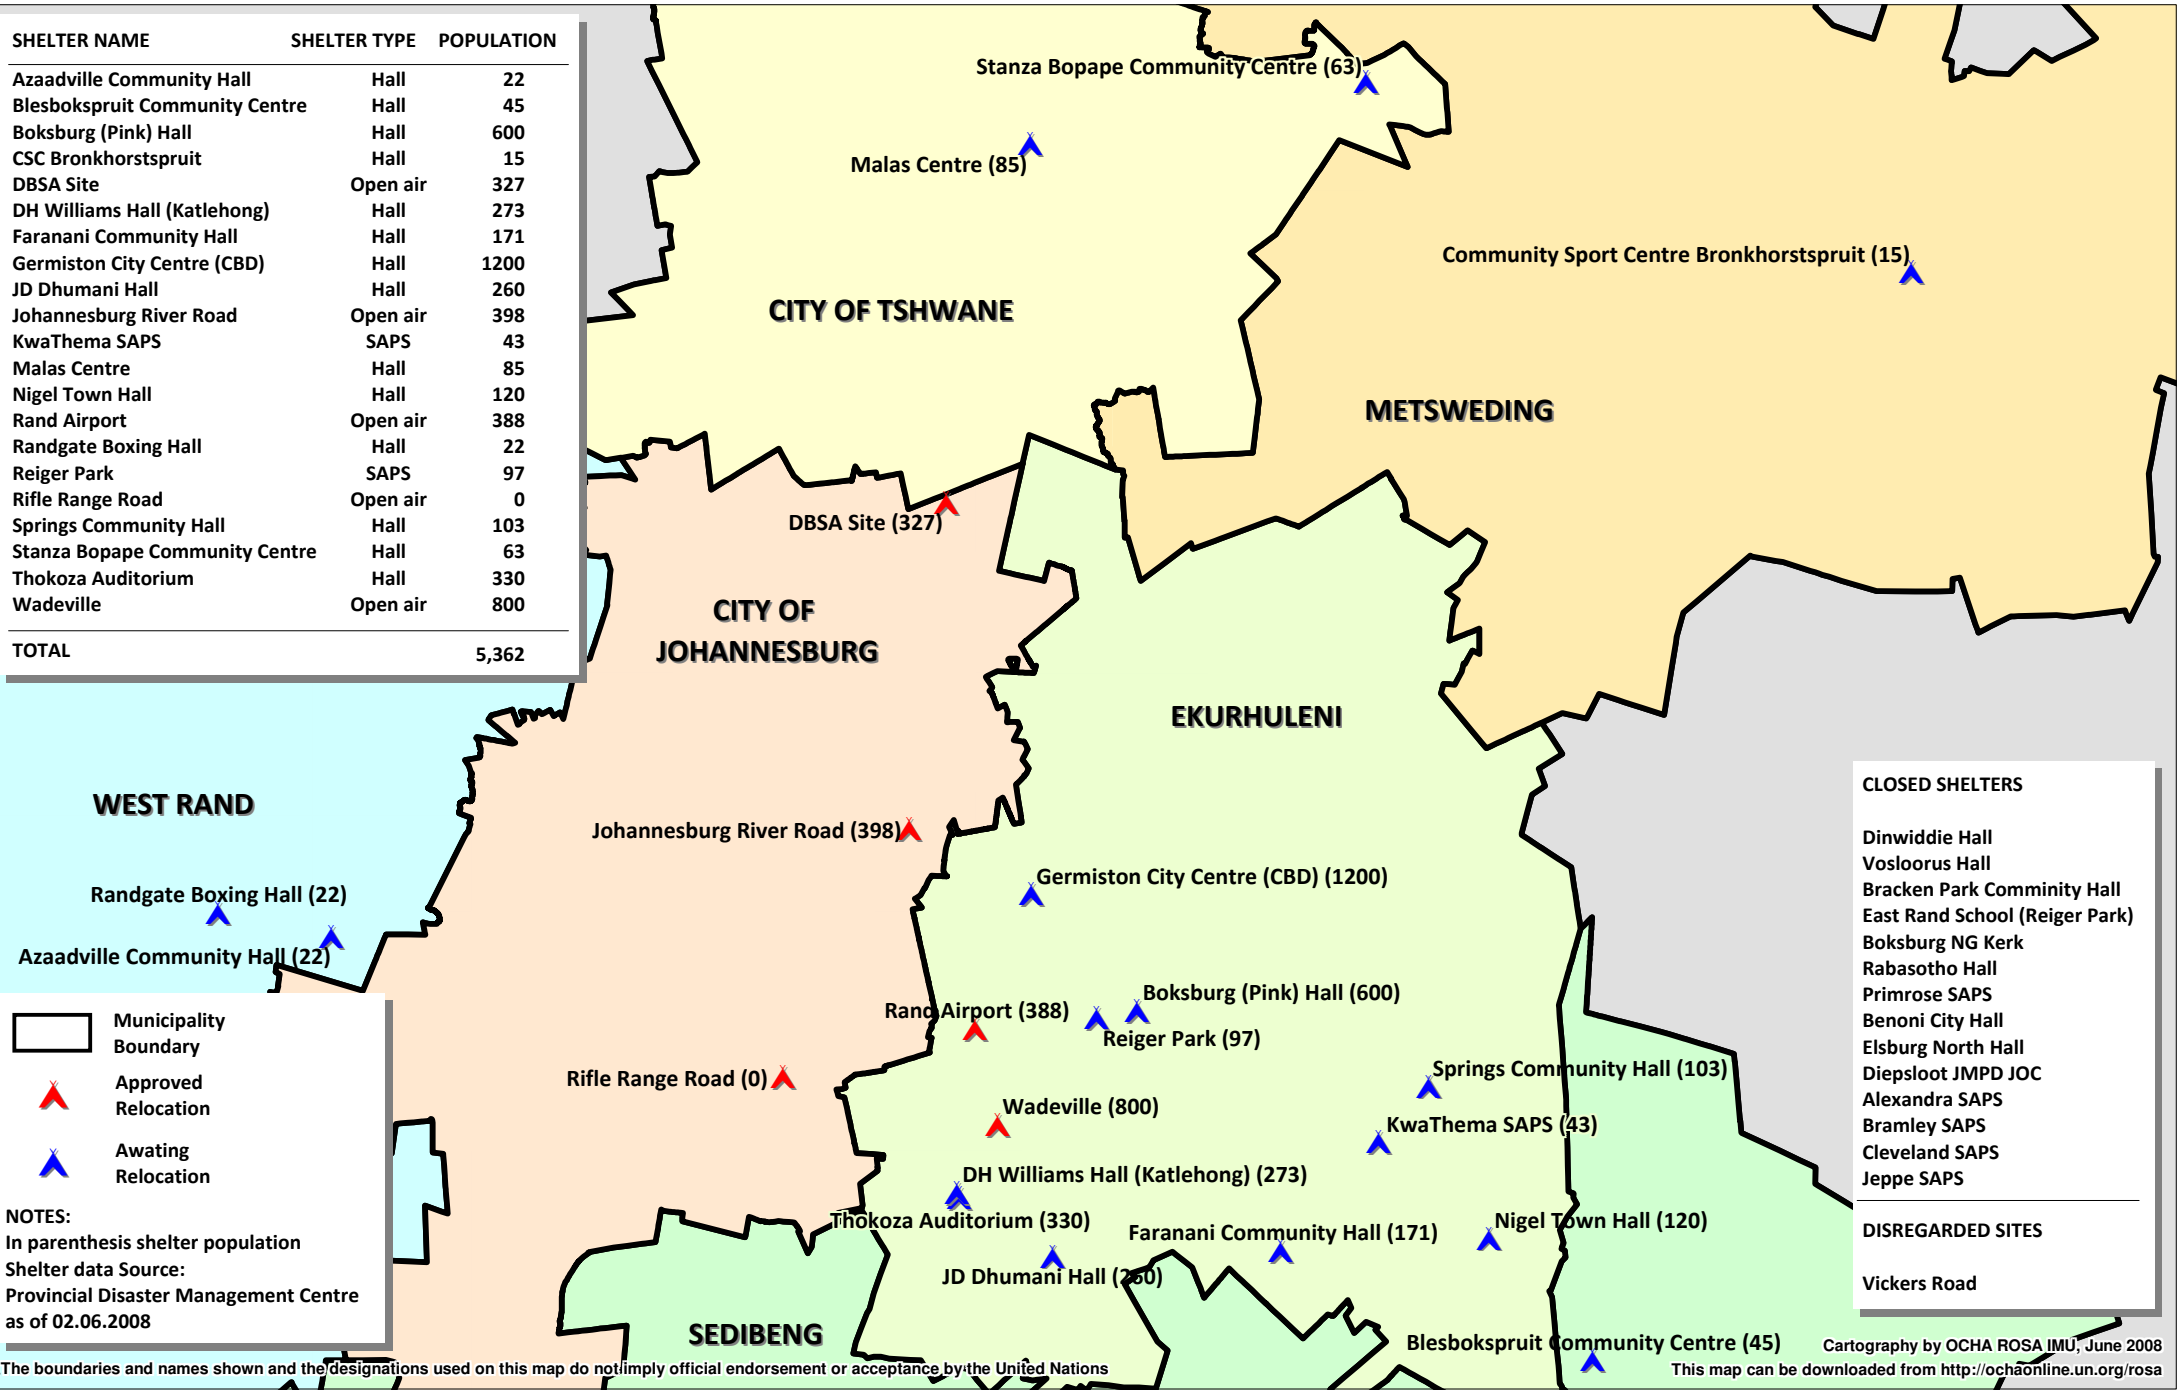 SHELTER NAME SHELTER TYPE POPULATION
Azaadville Community Hall Hall 22
Blesbokspruit Community Centre Hall 45
Boksburg (Pink) Hall Hall 600
CSC Bronkhorstspruit Hall 15
DBSA Site Open air 327
DH Williams Hall (Katlehong) Hall 273
Faranani Community Hall Hall 171
Germiston City Centre (CBD) Hall 1200
JD Dhumani Hall Hall 260
Johannesburg River Road Open air 398
KwaThema SAPS SAPS 43
Malas Centre Hall 85
Nigel Town Hall Hall 120
Rand Airport Open air 388
Randgate Boxing Hall Hall 22
Reiger Park SAPS 97
Rifle Range Road Open air 0
Springs Community Hall Hall 103
Stanza Bopape Community Centre Hall 63
Thokoza Auditorium Hall 330
Wadeville Open air 800
TOTAL 5,362
Stanza Bopape Community Centre (63)
Malas Centre (85)
Community Sport Centre Bronkhorstspruit (15)
CITY OF TSHWANE
METSWEDING
DBSA Site (327)
CITY OF
JOHANNESBURG
EKURHULENI
WEST RAND
Johannesburg River Road (398)
Germiston City Centre (CBD) (1200)
Randgate Boxing Hall (22)
Azaadville Community Hall (22)
Boksburg (Pink) Hall (600)
Rand Airport (388)
Reiger Park (97)
Springs Community Hall (103)
Rifle Range Road (0)
Wadeville (800)
KwaThema SAPS (43)
DH Williams Hall (Katlehong) (273)
Thokoza Auditorium (330)
Nigel Town Hall (120)
Faranani Community Hall (171)
JD Dhumani Hall (260)
SEDIBENG
Blesbokspruit Community Centre (45)
Municipality
Boundary
Approved
Relocation
Awating
Relocation
NOTES:
In parenthesis shelter population
Shelter data Source:
Provincial Disaster Management Centre
as of 02.06.2008
CLOSED SHELTERS
Dinwiddie Hall
Vosloorus Hall
Bracken Park Comminity Hall
East Rand School (Reiger Park)
Boksburg NG Kerk
Rabasotho Hall
Primrose SAPS
Benoni City Hall
Elsburg North Hall
Diepsloot JMPD JOC
Alexandra SAPS
Bramley SAPS
Cleveland SAPS
Jeppe SAPS
DISREGARDED SITES
Vickers Road
Cartography by OCHA ROSA IMU, June 2008
This map can be downloaded from http://ochaonline.un.org/rosa
The boundaries and names shown and the designations used on this map do not imply official endorsement or acceptance by the United Nations